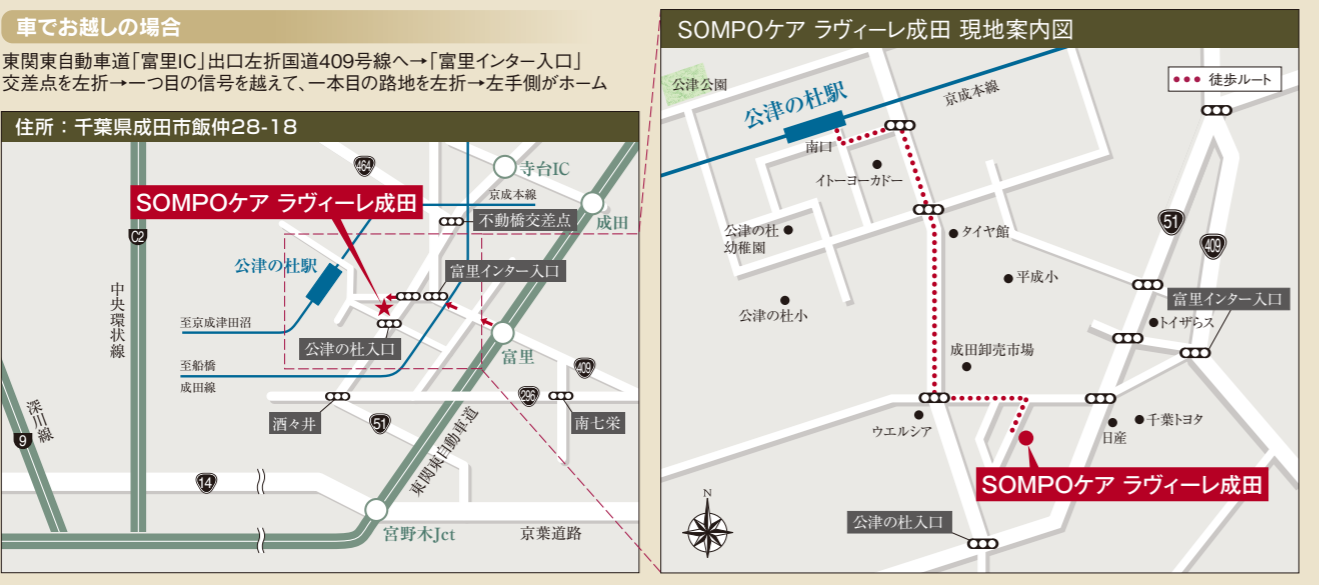 車でお越しの場合
東関東自動車道「富里IC」出口左折国道409号線へ→「富里インター入口」
交差点を左折→一つ目の信号を越えて、一本目の路地を左折→左手側がホーム
住所：千葉県成田市飯仲28-18
464
寺台IC
SOMPOケア ラヴィーレ成田
京成本線
不動橋交差点
成田
C2
公津の杜駅
富里インター入口
中央環状線
至京成津田沼
公津の杜入口
富里
至船橋
成田線
409
296
酒々井
51
南七栄
深川線
9
東関東自動車道
14
宮野木Jct
京葉道路
SOMPOケア ラヴィーレ成田 現地案内図
徒歩ルート
公津公園
公津の杜駅
京成本線
南口
イトーヨーカドー
51
409
公津の杜
幼稚園
タイヤ館
平成小
公津の杜小
富里インター入口
トイザらス
成田卸売市場
ウエルシア
日産
千葉トヨタ
SOMPOケア ラヴィーレ成田
N
公津の杜入口